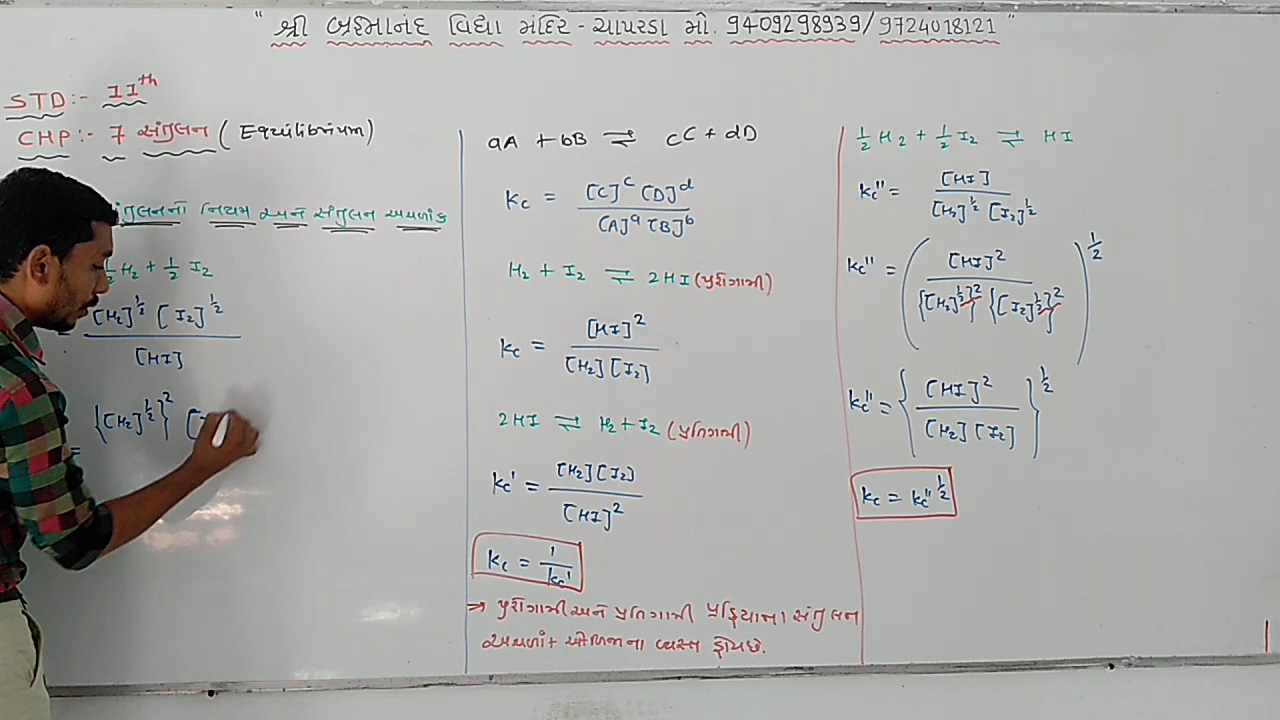 " શ્રી બ્રહ્માનંદ વિદ્યા મંદિર - ચાપરડા મો. 9409298939/9724018121 "
STD:- 11th
CHP:- 7 સંતુલન ( Equilibrium)
સંતુલનનો નિયમ અને સંતુલન અચળાંક
½H₂ + ½ I₂
= [H₂]^½ [I₂]^½ / [HI]
= {[H₂]^½}² [
aA + bB ⇌ cC + dD
Kc = [C]^c [D]^d / [A]^a [B]^b
H₂ + I₂ ⇌ 2HI (પુરોગામી)
Kc = [HI]² / [H₂][I₂]
2HI ⇌ H₂ + I₂ (પ્રતિગામી)
Kc' = [H₂][I₂] / [HI]²
Kc = 1 / Kc'
⇒ પુરોગામી અને પ્રતિગામી પ્રક્રિયાના સંતુલન
અચળાંક એકબીજાના વ્યસ્ત હોય છે.
½ H₂ + ½ I₂ ⇌ HI
Kc'' = [HI] / [H₂]^½ [I₂]^½
Kc'' = ( [HI]² / {[H₂]^½}² {[I₂]^½}² )^½
Kc'' = { [HI]² / [H₂][I₂] }^½
Kc = Kc''^½